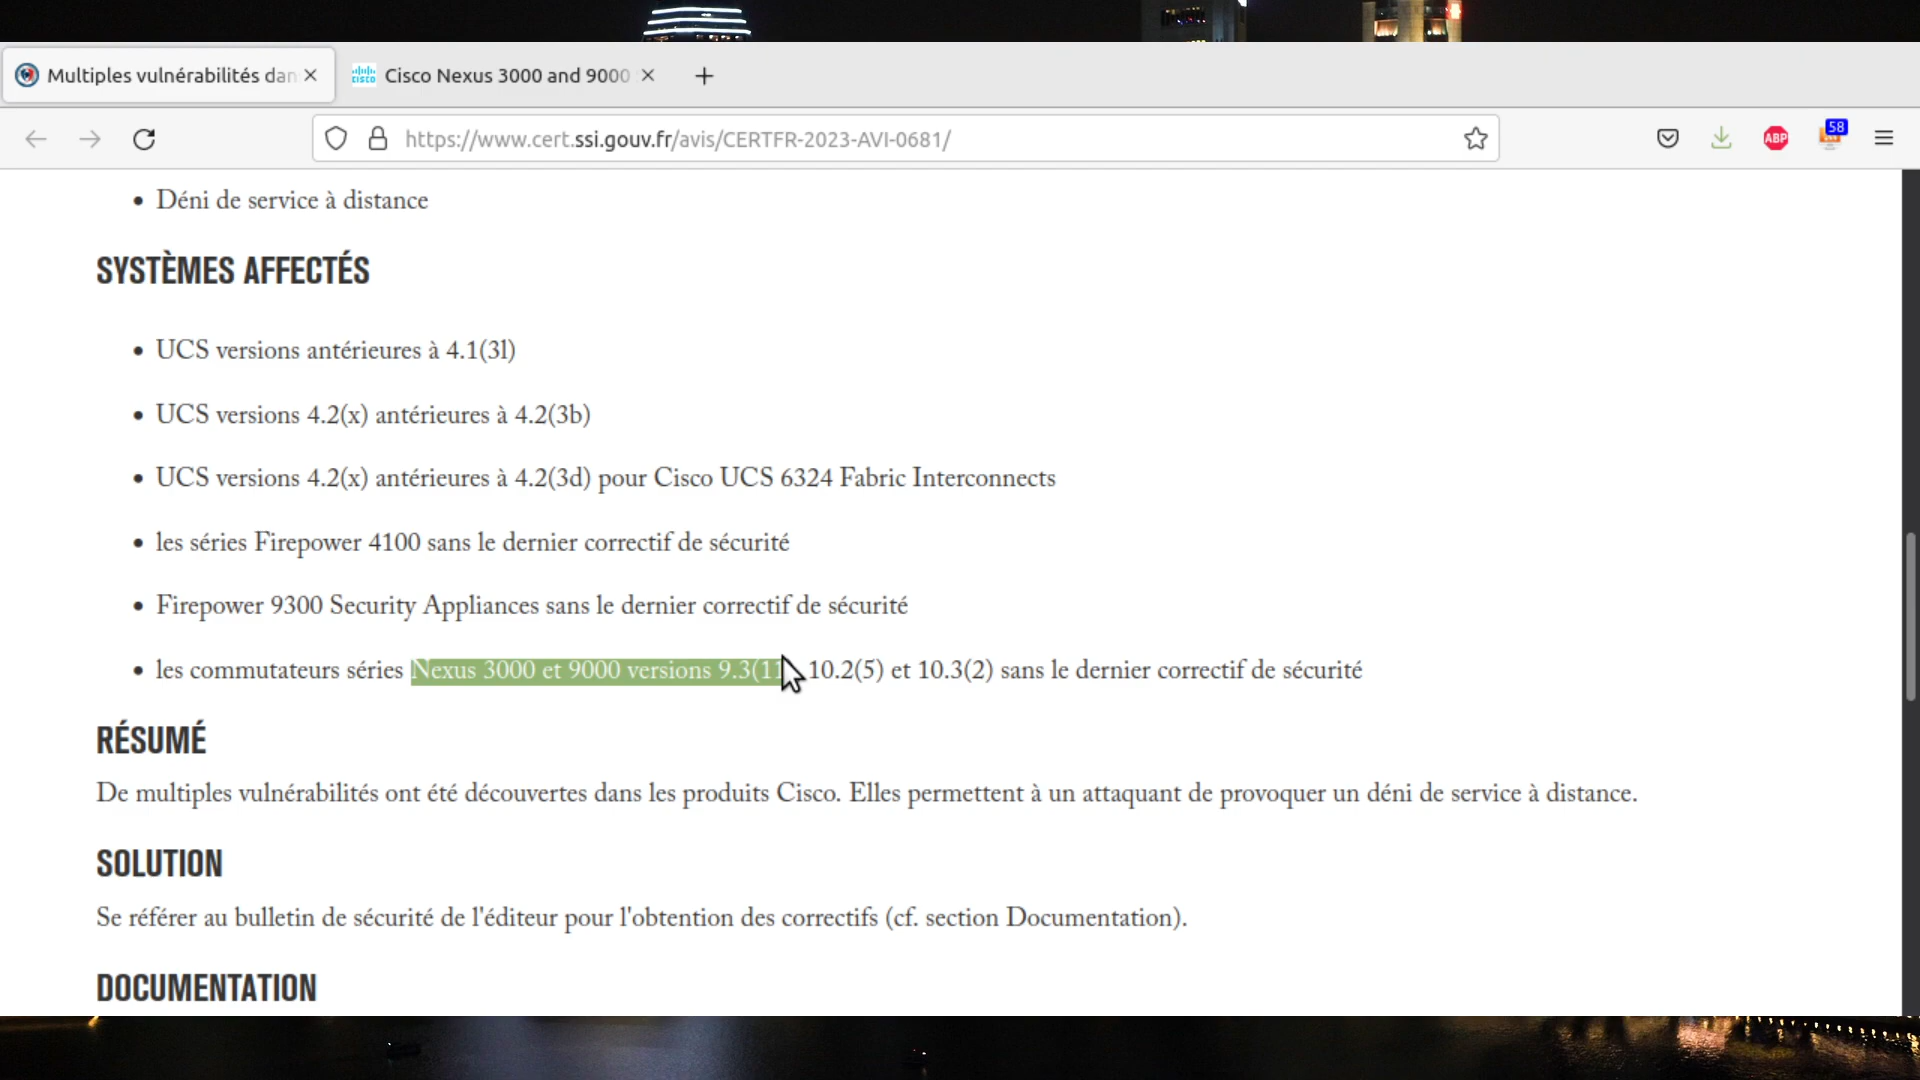 Multiples vulnérabilités dan
CISCO
Cisco Nexus 3000 and 9000
https://www.cert.ssi.gouv.fr/avis/CERTFR-2023-AVI-0681/
ABP
58
• Déni de service à distance
SYSTÈMES AFFECTÉS
• UCS versions antérieures à 4.1(3l)
• UCS versions 4.2(x) antérieures à 4.2(3b)
• UCS versions 4.2(x) antérieures à 4.2(3d) pour Cisco UCS 6324 Fabric Interconnects
• les séries Firepower 4100 sans le dernier correctif de sécurité
• Firepower 9300 Security Appliances sans le dernier correctif de sécurité
• les commutateurs séries Nexus 3000 et 9000 versions 9.3(11 10.2(5) et 10.3(2) sans le dernier correctif de sécurité
RÉSUMÉ
De multiples vulnérabilités ont été découvertes dans les produits Cisco. Elles permettent à un attaquant de provoquer un déni de service à distance.
SOLUTION
Se référer au bulletin de sécurité de l'éditeur pour l'obtention des correctifs (cf. section Documentation).
DOCUMENTATION